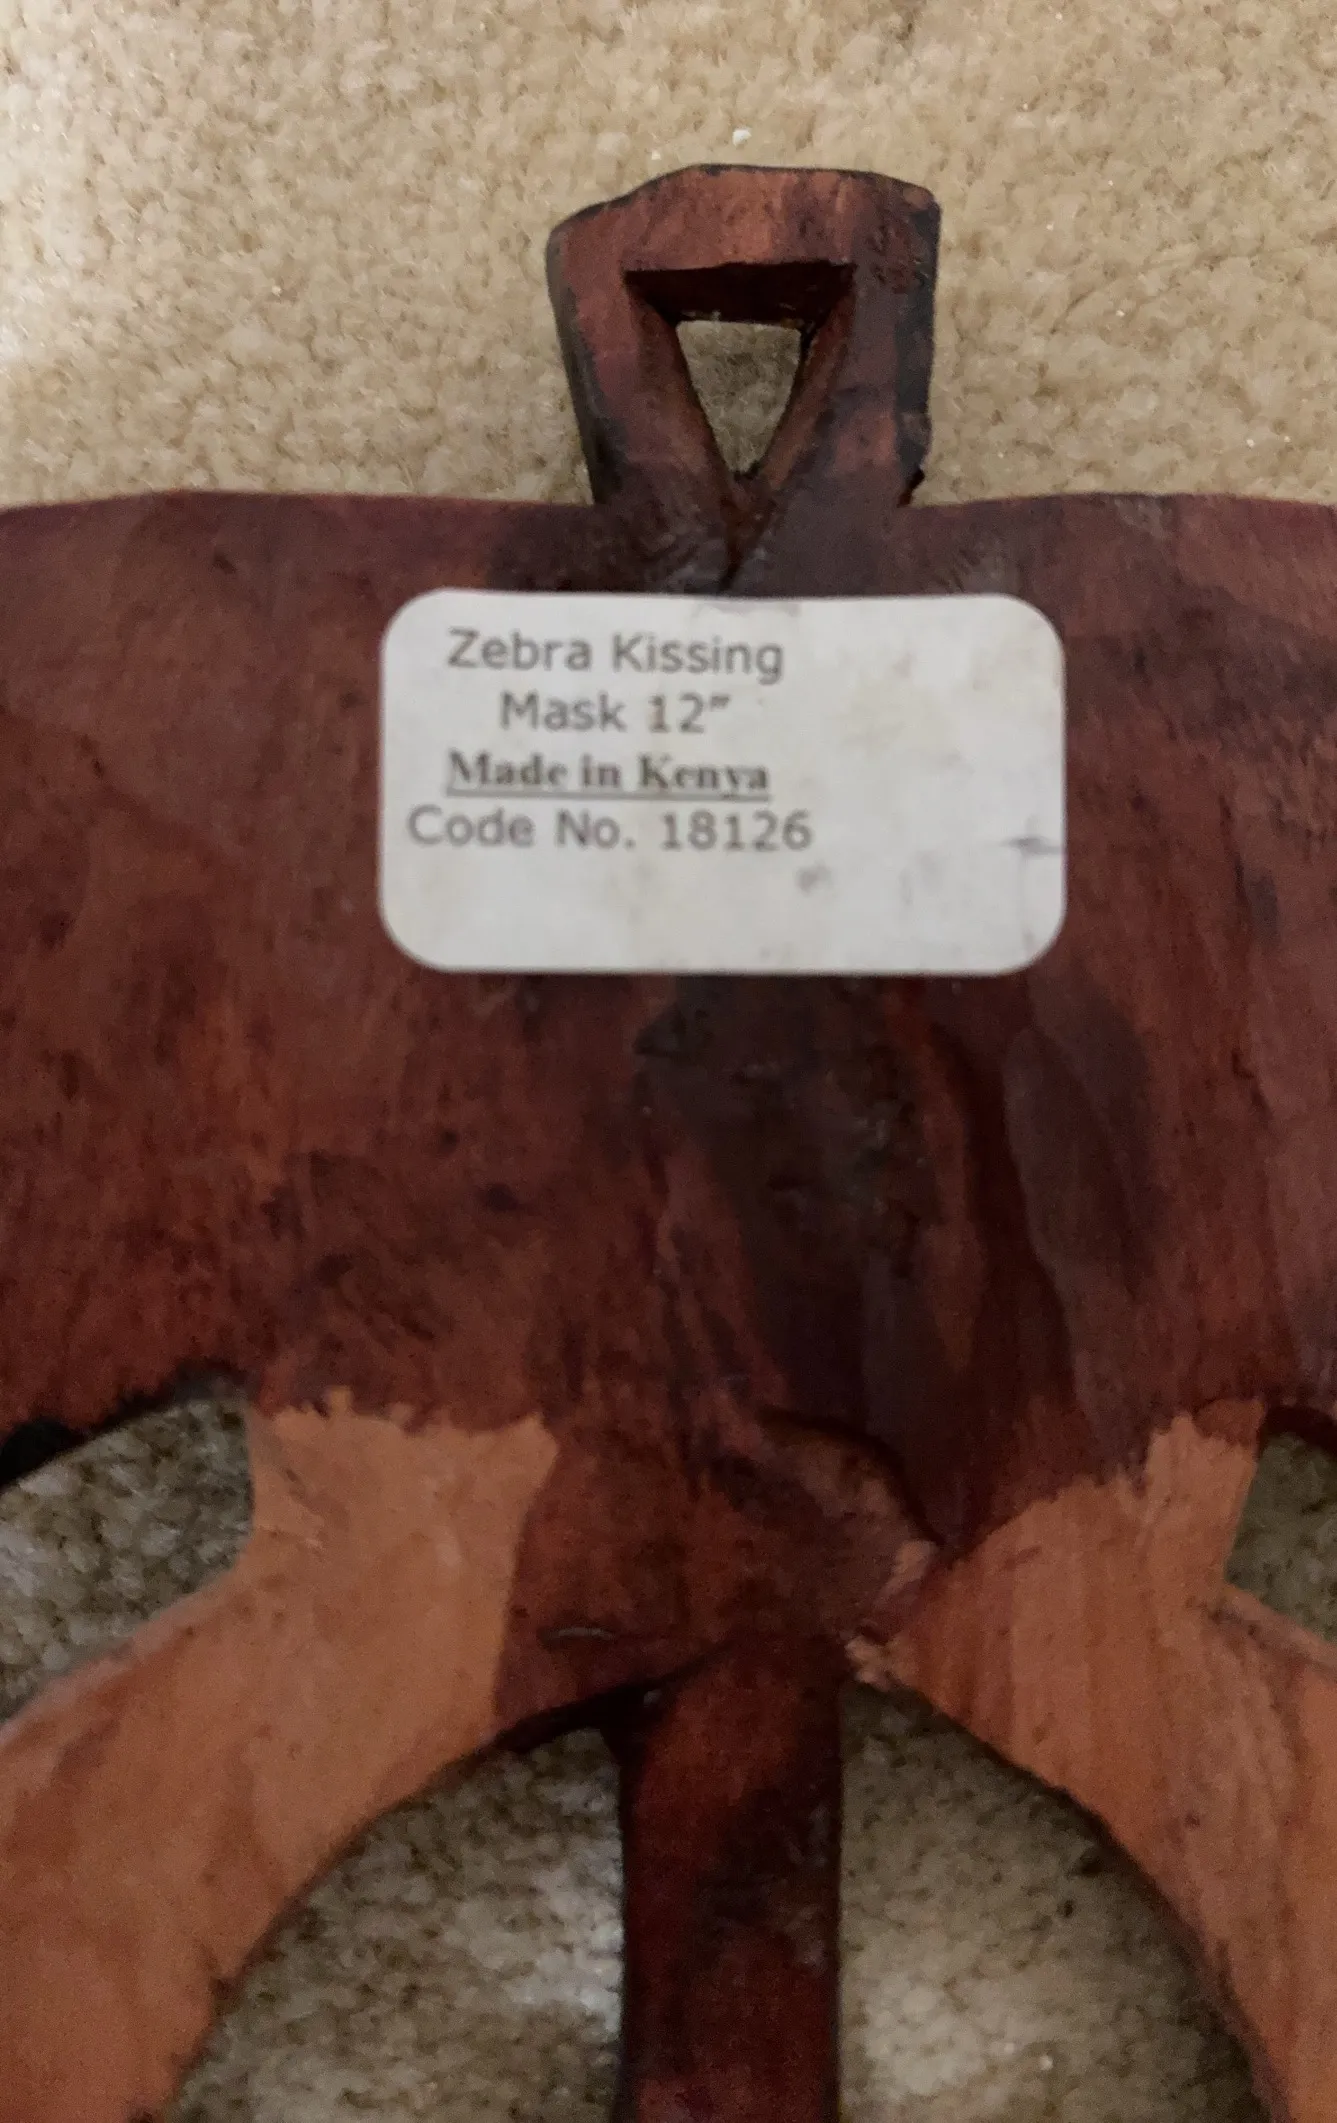 Zebra Kissing
Mask 12″
Made in Kenya
Code No. 18126